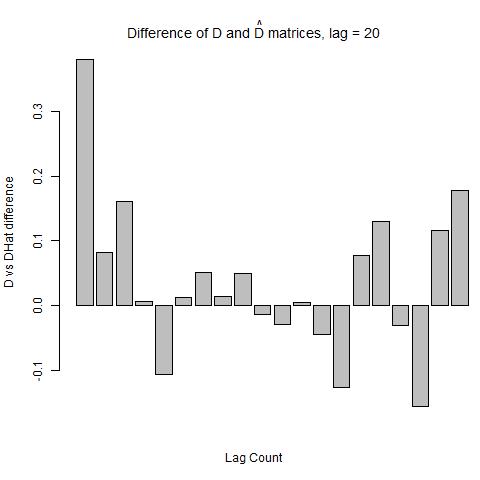 Difference of D and D̂ matrices, lag = 20
0.3
0.2
0.1
0.0
-0.1
D vs DHat difference
Lag Count